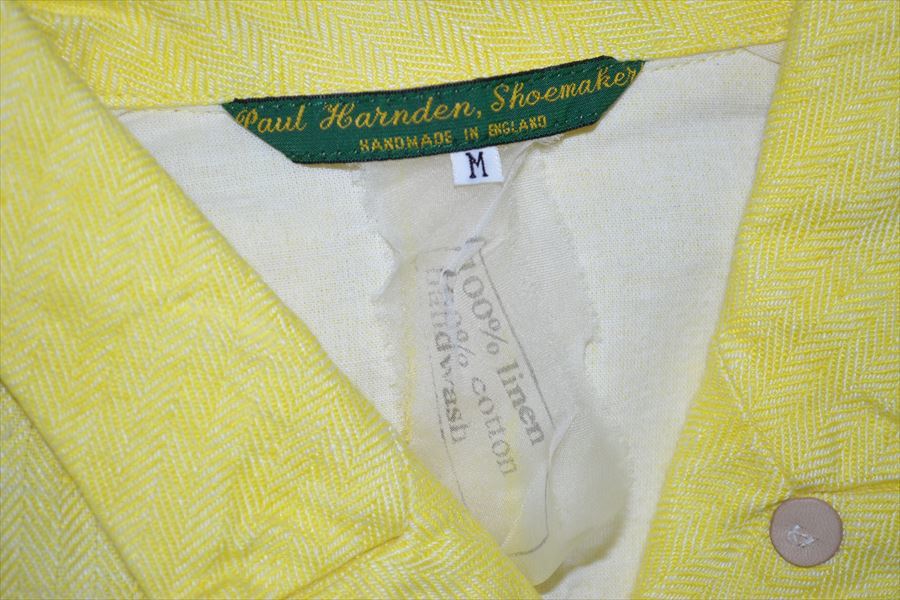 Paul Harnden, Shoemaker
HANDMADE IN ENGLAND
M
100% linen
100% cotton
handwash